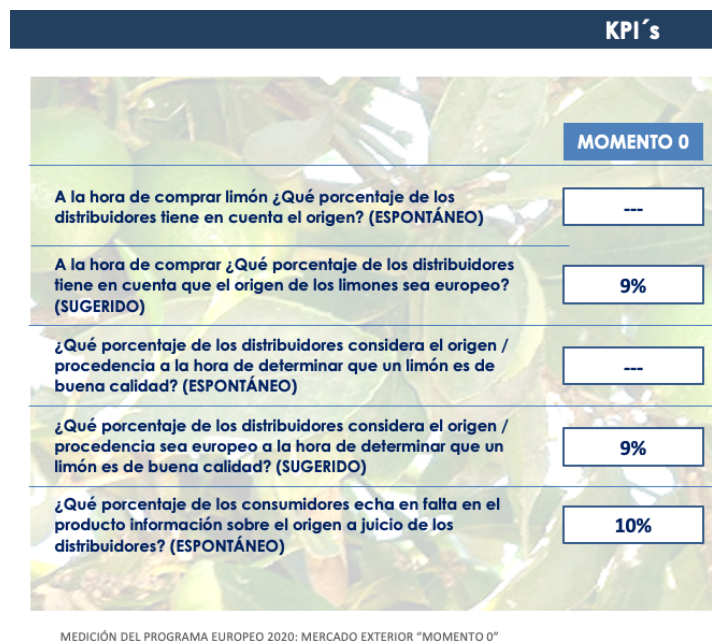 KPI´s
MOMENTO 0
A la hora de comprar limón ¿Qué porcentaje de los
distribuidores tiene en cuenta el origen? (ESPONTÁNEO)
---
A la hora de comprar ¿Qué porcentaje de los distribuidores
tiene en cuenta que el origen de los limones sea europeo?
(SUGERIDO)
9%
¿Qué porcentaje de los distribuidores considera el origen /
procedencia a la hora de determinar que un limón es de
buena calidad? (ESPONTÁNEO)
---
¿Qué porcentaje de los distribuidores considera el origen /
procedencia sea europeo a la hora de determinar que un
limón es de buena calidad? (SUGERIDO)
9%
¿Qué porcentaje de los consumidores echa en falta en el
producto información sobre el origen a juicio de los
distribuidores? (ESPONTÁNEO)
10%
MEDICIÓN DEL PROGRAMA EUROPEO 2020: MERCADO EXTERIOR “MOMENTO 0”